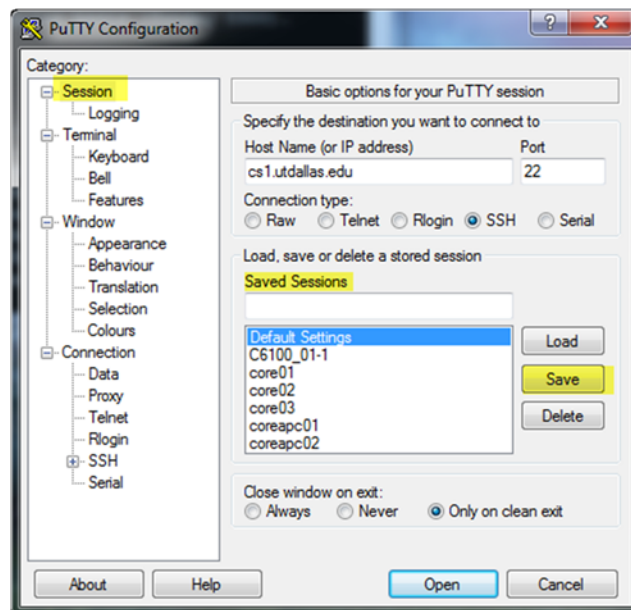 PuTTY Configuration
Category:
Session
Logging
Terminal
Keyboard
Bell
Features
Window
Appearance
Behaviour
Translation
Selection
Colours
Connection
Data
Proxy
Telnet
Rlogin
SSH
Serial
Basic options for your PuTTY session
Specify the destination you want to connect to
Host Name (or IP address) Port
cs1.utdallas.edu 22
Connection type:
Raw Telnet Rlogin SSH Serial
Load, save or delete a stored session
Saved Sessions
Default Settings
C6100_01-1
core01
core02
core03
coreapc01
coreapc02
Load
Save
Delete
Close window on exit:
Always Never Only on clean exit
About Help Open Cancel